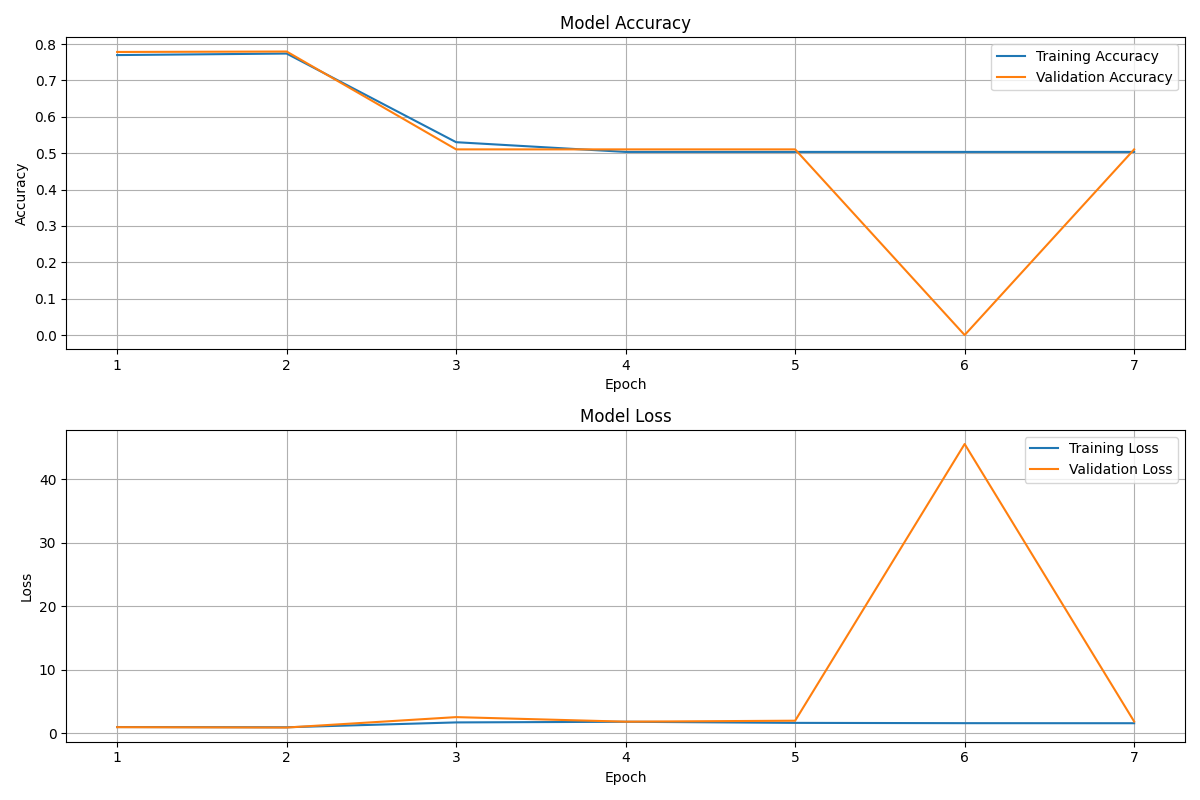 Model Accuracy
Accuracy
0.8
0.7
0.6
0.5
0.4
0.3
0.2
0.1
0.0
Training Accuracy
Validation Accuracy
1 2 3 4 5 6 7
Epoch
Model Loss
Loss
40
30
20
10
0
Training Loss
Validation Loss
1 2 3 4 5 6 7
Epoch